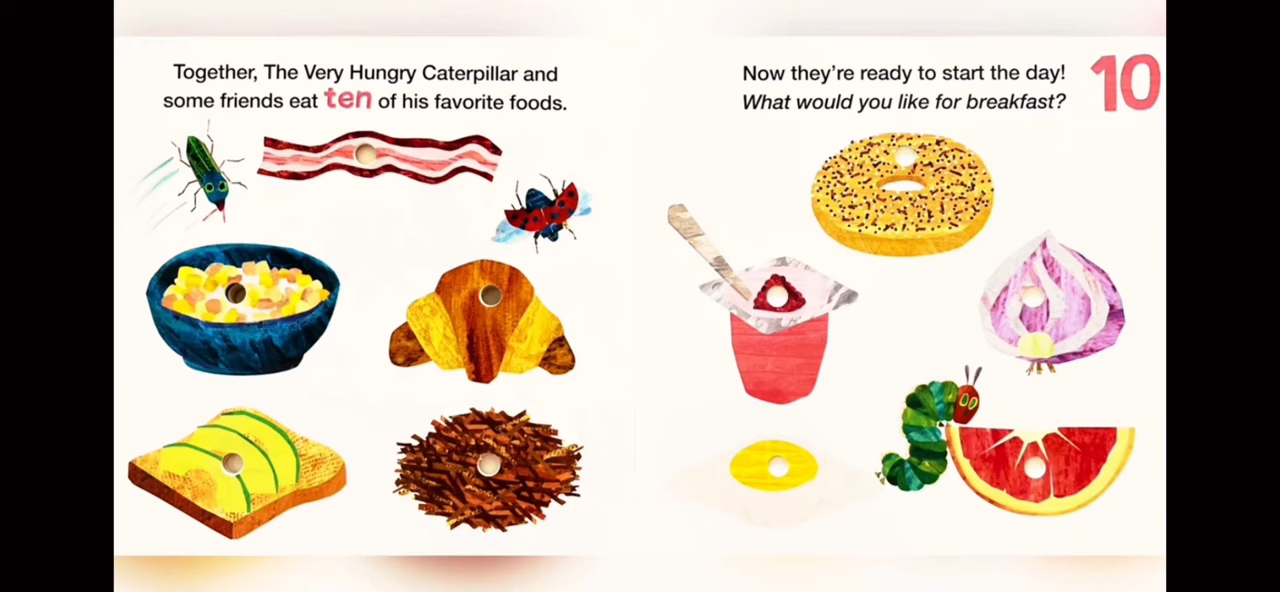 Together, The Very Hungry Caterpillar and
some friends eat ten of his favorite foods.
Now they're ready to start the day!
What would you like for breakfast?
10